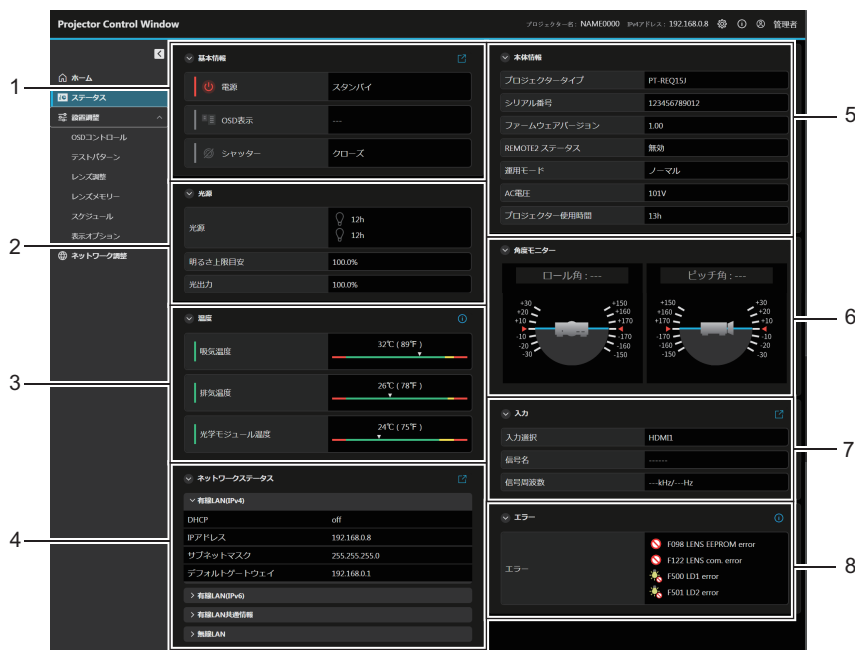 Projector Control Window
プロジェクター名: NAME0000 IPv4アドレス: 192.168.0.8 管理者
ホーム
ステータス
設置調整
OSDコントロール
テストパターン
レンズ調整
レンズメモリー
スケジュール
表示オプション
ネットワーク調整
1
基本情報
電源 スタンバイ
OSD表示 ---
シャッター クローズ
2
光源
光源 12h
12h
明るさ上限目安 100.0%
光出力 100.0%
3
温度
吸気温度 32℃ ( 89°F )
排気温度 26℃ ( 78°F )
光学モジュール温度 24℃ ( 75°F )
4
ネットワークステータス
有線LAN(IPv4)
DHCP off
IPアドレス 192.168.0.8
サブネットマスク 255.255.255.0
デフォルトゲートウェイ 192.168.0.1
有線LAN(IPv6)
有線LAN共通情報
無線LAN
本体情報
プロジェクタータイプ PT-REQ15J
シリアル番号 123456789012
ファームウェアバージョン 1.00
REMOTE2 ステータス 無効
運用モード ノーマル
AC電圧 101V
プロジェクター使用時間 13h
5
角度モニター
ロール角 : --- ピッチ角 : ---
+30 +150 +150 +30
+20 +160 +160 +20
+10 +170 +170 +10
-10 -170 -170 -10
-20 -160 -160 -20
-30 -150 -150 -30
6
入力
入力選択 HDMI1
信号名 ------
信号周波数 ---kHz/---Hz
7
エラー
エラー F098 LENS EEPROM error
F122 LENS com. error
F500 LD1 error
F501 LD2 error
8